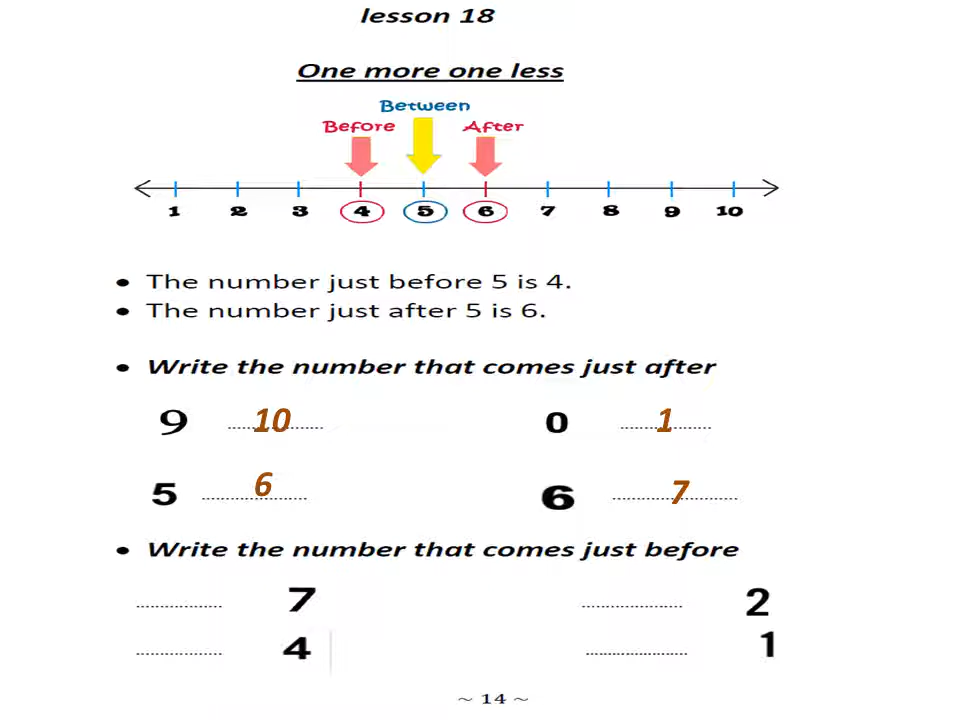 lesson 18
One more one less
Between
Before After
1 2 3 4 5 6 7 8 9 10
• The number just before 5 is 4.
• The number just after 5 is 6.
• Write the number that comes just after
9 ................ 10 0 ................ 1
5 ................ 6 6 ................ 7
• Write the number that comes just before
................ 7 ................ 2
................ 4 ................ 1
~ 14 ~